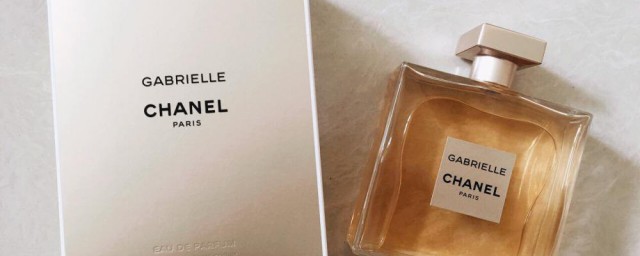 GABRIELLE
CHANEL
PARIS
EAU DE PARFUM
GABRIELLE
CHANEL
PARIS